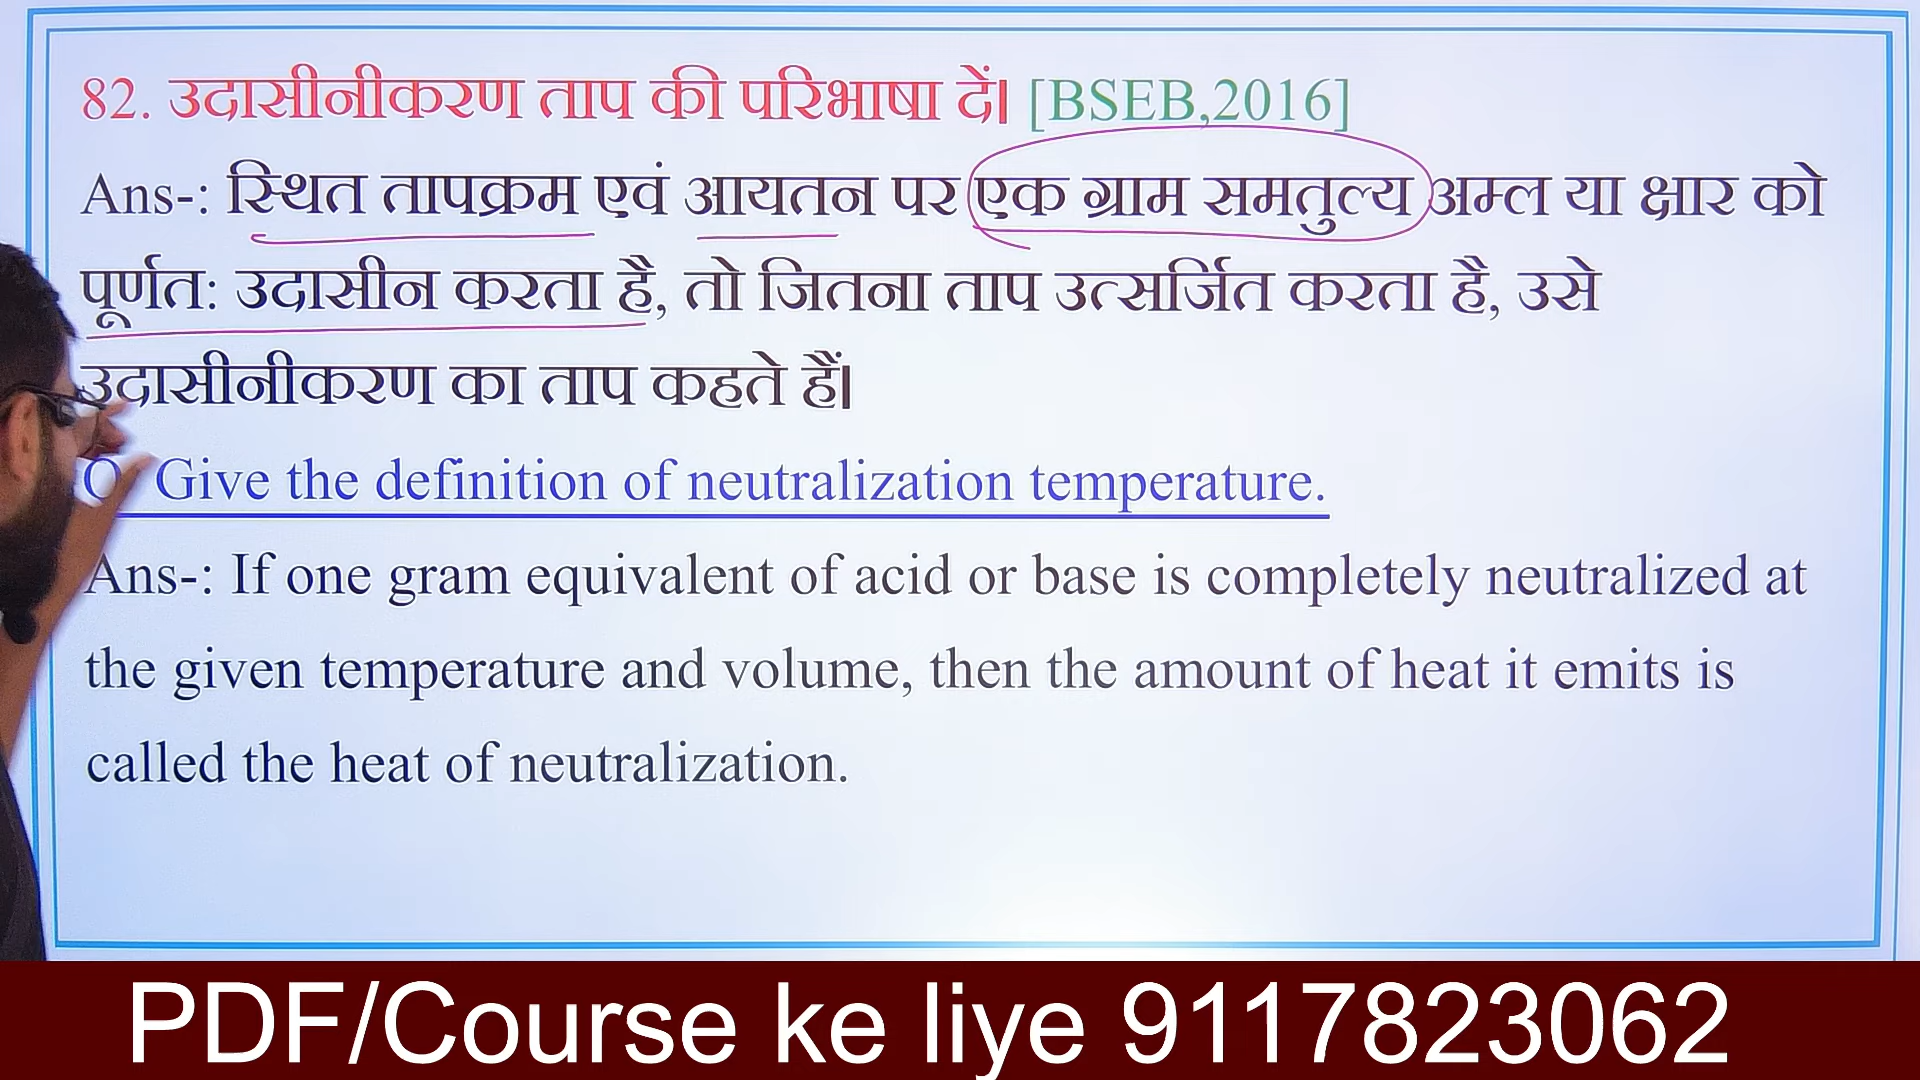 82. उदासीनीकरण ताप की परिभाषा दें। [BSEB,2016]
Ans-: स्थित तापक्रम एवं आयतन पर एक ग्राम समतुल्य अम्ल या क्षार को
पूर्णत: उदासीन करता है, तो जितना ताप उत्सर्जित करता है, उसे
उदासीनीकरण का ताप कहते हैं।
Q. Give the definition of neutralization temperature.
Ans-: If one gram equivalent of acid or base is completely neutralized at
the given temperature and volume, then the amount of heat it emits is
called the heat of neutralization.
PDF/Course ke liye 9117823062